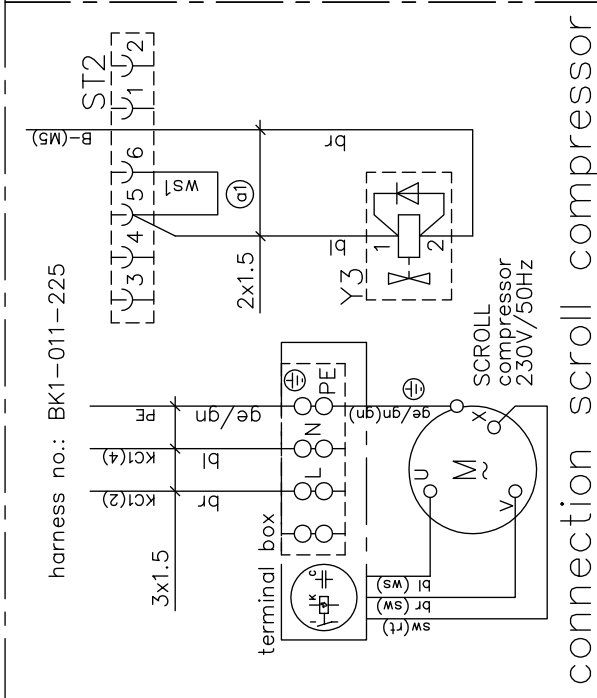 harness no.: BK1-011-225
ST2
3 4 5 6 1 2
ws1
a1
B-(M5)
3x1.5
KC1(2)
KC1(4)
PE
br
bl
ge/gn
2x1.5
bl
br
Y3
1
2
terminal box
L
N
PE
K
C
sw(rt)
br (sw)
bl (ws)
ge/gn(gn)
U
V
X
M~
SCROLL
compressor
230V/50Hz
connection scroll compressor